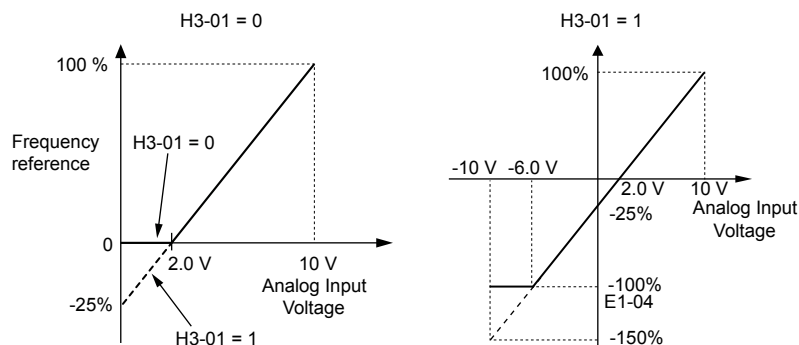 H3-01 = 0
100 %
Frequency
reference
H3-01 = 0
0
2.0 V
10 V
Analog Input
Voltage
-25%
H3-01 = 1
H3-01 = 1
100%
-10 V
-6.0 V
2.0 V
10 V
Analog Input
Voltage
-25%
-100%
E1-04
-150%